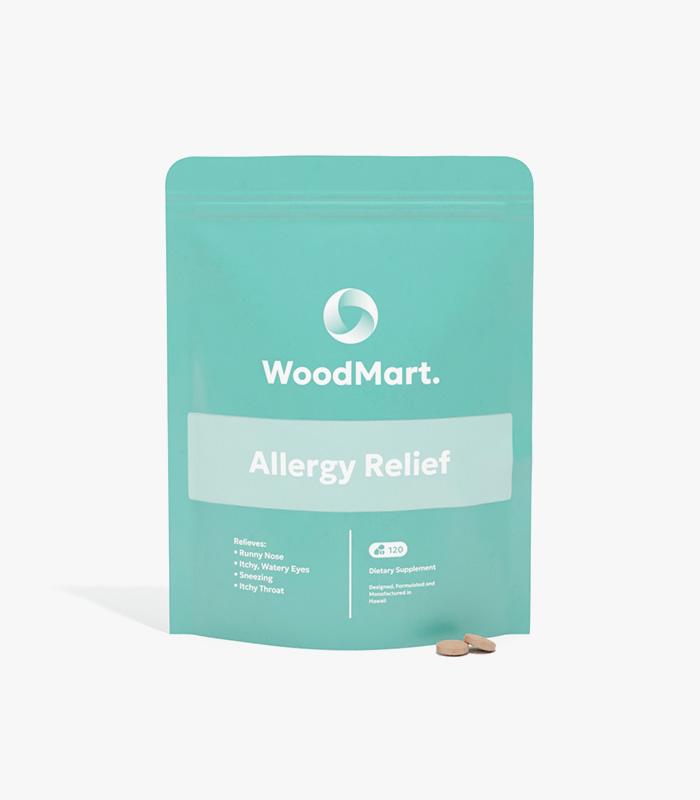 WoodMart.
Allergy Relief
Relieves:
• Runny Nose
• Itchy, Watery Eyes
• Sneezing
• Itchy Throat
120
Dietary Supplement
Designed, Formulated and
Manufactured in
Hawaii